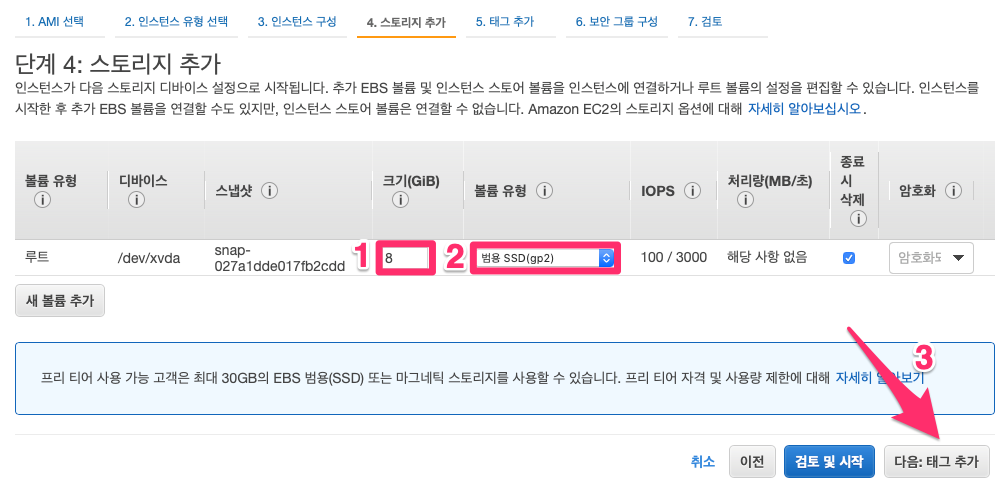 1. AMI 선택 2. 인스턴스 유형 선택 3. 인스턴스 구성 4. 스토리지 추가 5. 태그 추가 6. 보안 그룹 구성 7. 검토
단계 4: 스토리지 추가
인스턴스가 다음 스토리지 디바이스 설정으로 시작됩니다. 추가 EBS 볼륨 및 인스턴스 스토어 볼륨을 인스턴스에 연결하거나 루트 볼륨의 설정을 편집할 수 있습니다. 인스턴스를
시작한 후 추가 EBS 볼륨을 연결할 수도 있지만, 인스턴스 스토어 볼륨은 연결할 수 없습니다. Amazon EC2의 스토리지 옵션에 대해 자세히 알아보십시오.
볼륨 유형 i
디바이스 i
스냅샷 i
크기(GiB) i
볼륨 유형 i
IOPS i
처리량(MB/초) i
종료
시
삭제
i
암호화 i
루트
/dev/xvda
snap-
027a1dde017fb2cdd
1
8
2
범용 SSD(gp2)
100 / 3000
해당 사항 없음
암호화되
새 볼륨 추가
3
프리 티어 사용 가능 고객은 최대 30GB의 EBS 범용(SSD) 또는 마그네틱 스토리지를 사용할 수 있습니다. 프리 티어 자격 및 사용량 제한에 대해 자세히 알아보기
취소 이전 검토 및 시작 다음: 태그 추가